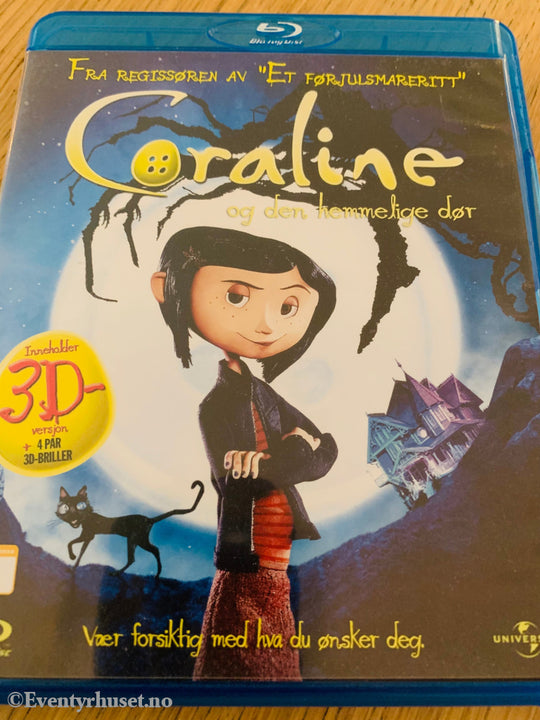 Blu-ray Disc
FRA REGISSØREN AV "ET FØRJULSMARERITT"
Coraline
og den hemmelige dør
Inneholder
3D-
versjon
+ 4 PAR
3D-BRILLER
Vær forsiktig med hva du ønsker deg.
UNIVERSAL
©Eventyrhuset.no